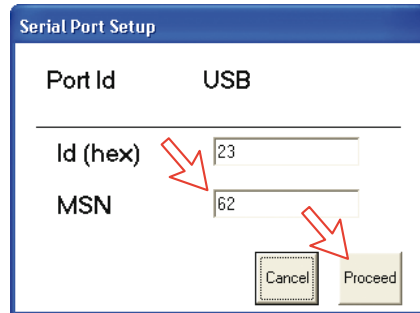 Serial Port Setup
Port Id USB
Id (hex) 23
MSN 62
Cancel Proceed